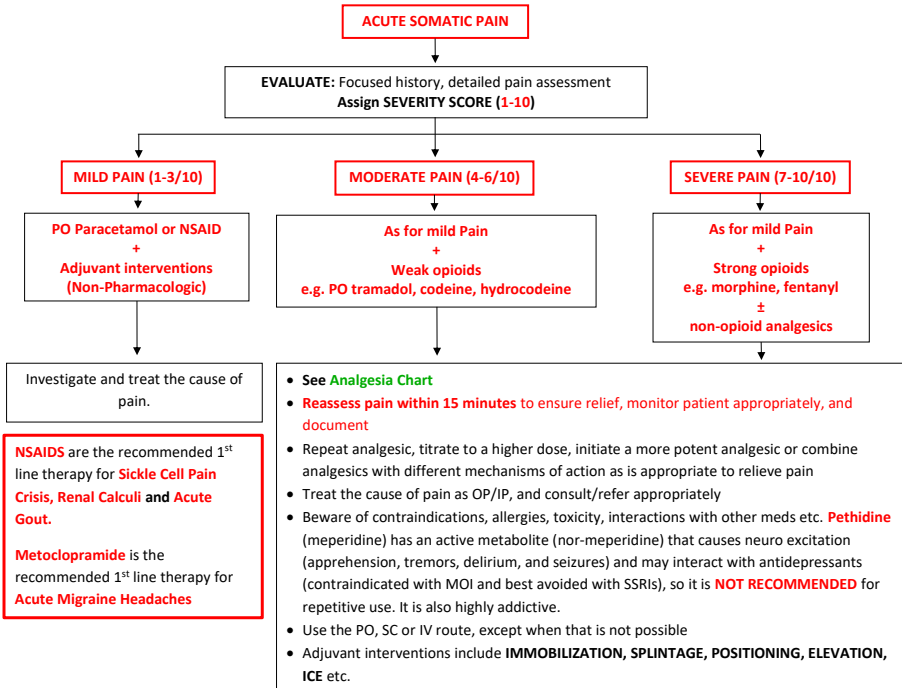 ACUTE SOMATIC PAIN
EVALUATE: Focused history, detailed pain assessment
Assign SEVERITY SCORE (1-10)
MILD PAIN (1-3/10)
MODERATE PAIN (4-6/10)
SEVERE PAIN (7-10/10)
PO Paracetamol or NSAID
+
Adjuvant interventions
(Non-Pharmacologic)
As for mild Pain
+
Weak opioids
e.g. PO tramadol, codeine, hydrocodeine
As for mild Pain
+
Strong opioids
e.g. morphine, fentanyl
±
non-opioid analgesics
Investigate and treat the cause of
pain.
NSAIDS are the recommended 1st
line therapy for Sickle Cell Pain
Crisis, Renal Calculi and Acute
Gout.
Metoclopramide is the
recommended 1st line therapy for
Acute Migraine Headaches
• See Analgesia Chart
• Reassess pain within 15 minutes to ensure relief, monitor patient appropriately, and
document
• Repeat analgesic, titrate to a higher dose, initiate a more potent analgesic or combine
analgesics with different mechanisms of action as is appropriate to relieve pain
• Treat the cause of pain as OP/IP, and consult/refer appropriately
• Beware of contraindications, allergies, toxicity, interactions with other meds etc. Pethidine
(meperidine) has an active metabolite (nor-meperidine) that causes neuro excitation
(apprehension, tremors, delirium, and seizures) and may interact with antidepressants
(contraindicated with MOI and best avoided with SSRIs), so it is NOT RECOMMENDED for
repetitive use. It is also highly addictive.
• Use the PO, SC or IV route, except when that is not possible
• Adjuvant interventions include IMMOBILIZATION, SPLINTAGE, POSITIONING, ELEVATION,
ICE etc.